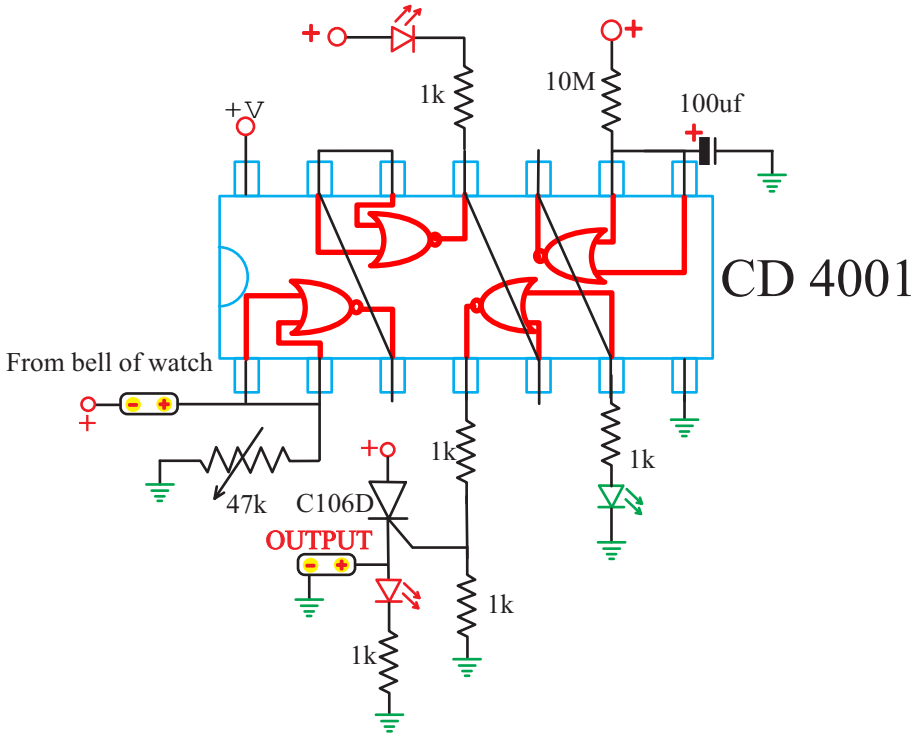 +
+
1k
10M
100uf
+
+V
CD 4001
From bell of watch
- +
+
47k
1k
+
C106D
1k
OUTPUT
- +
1k
1k